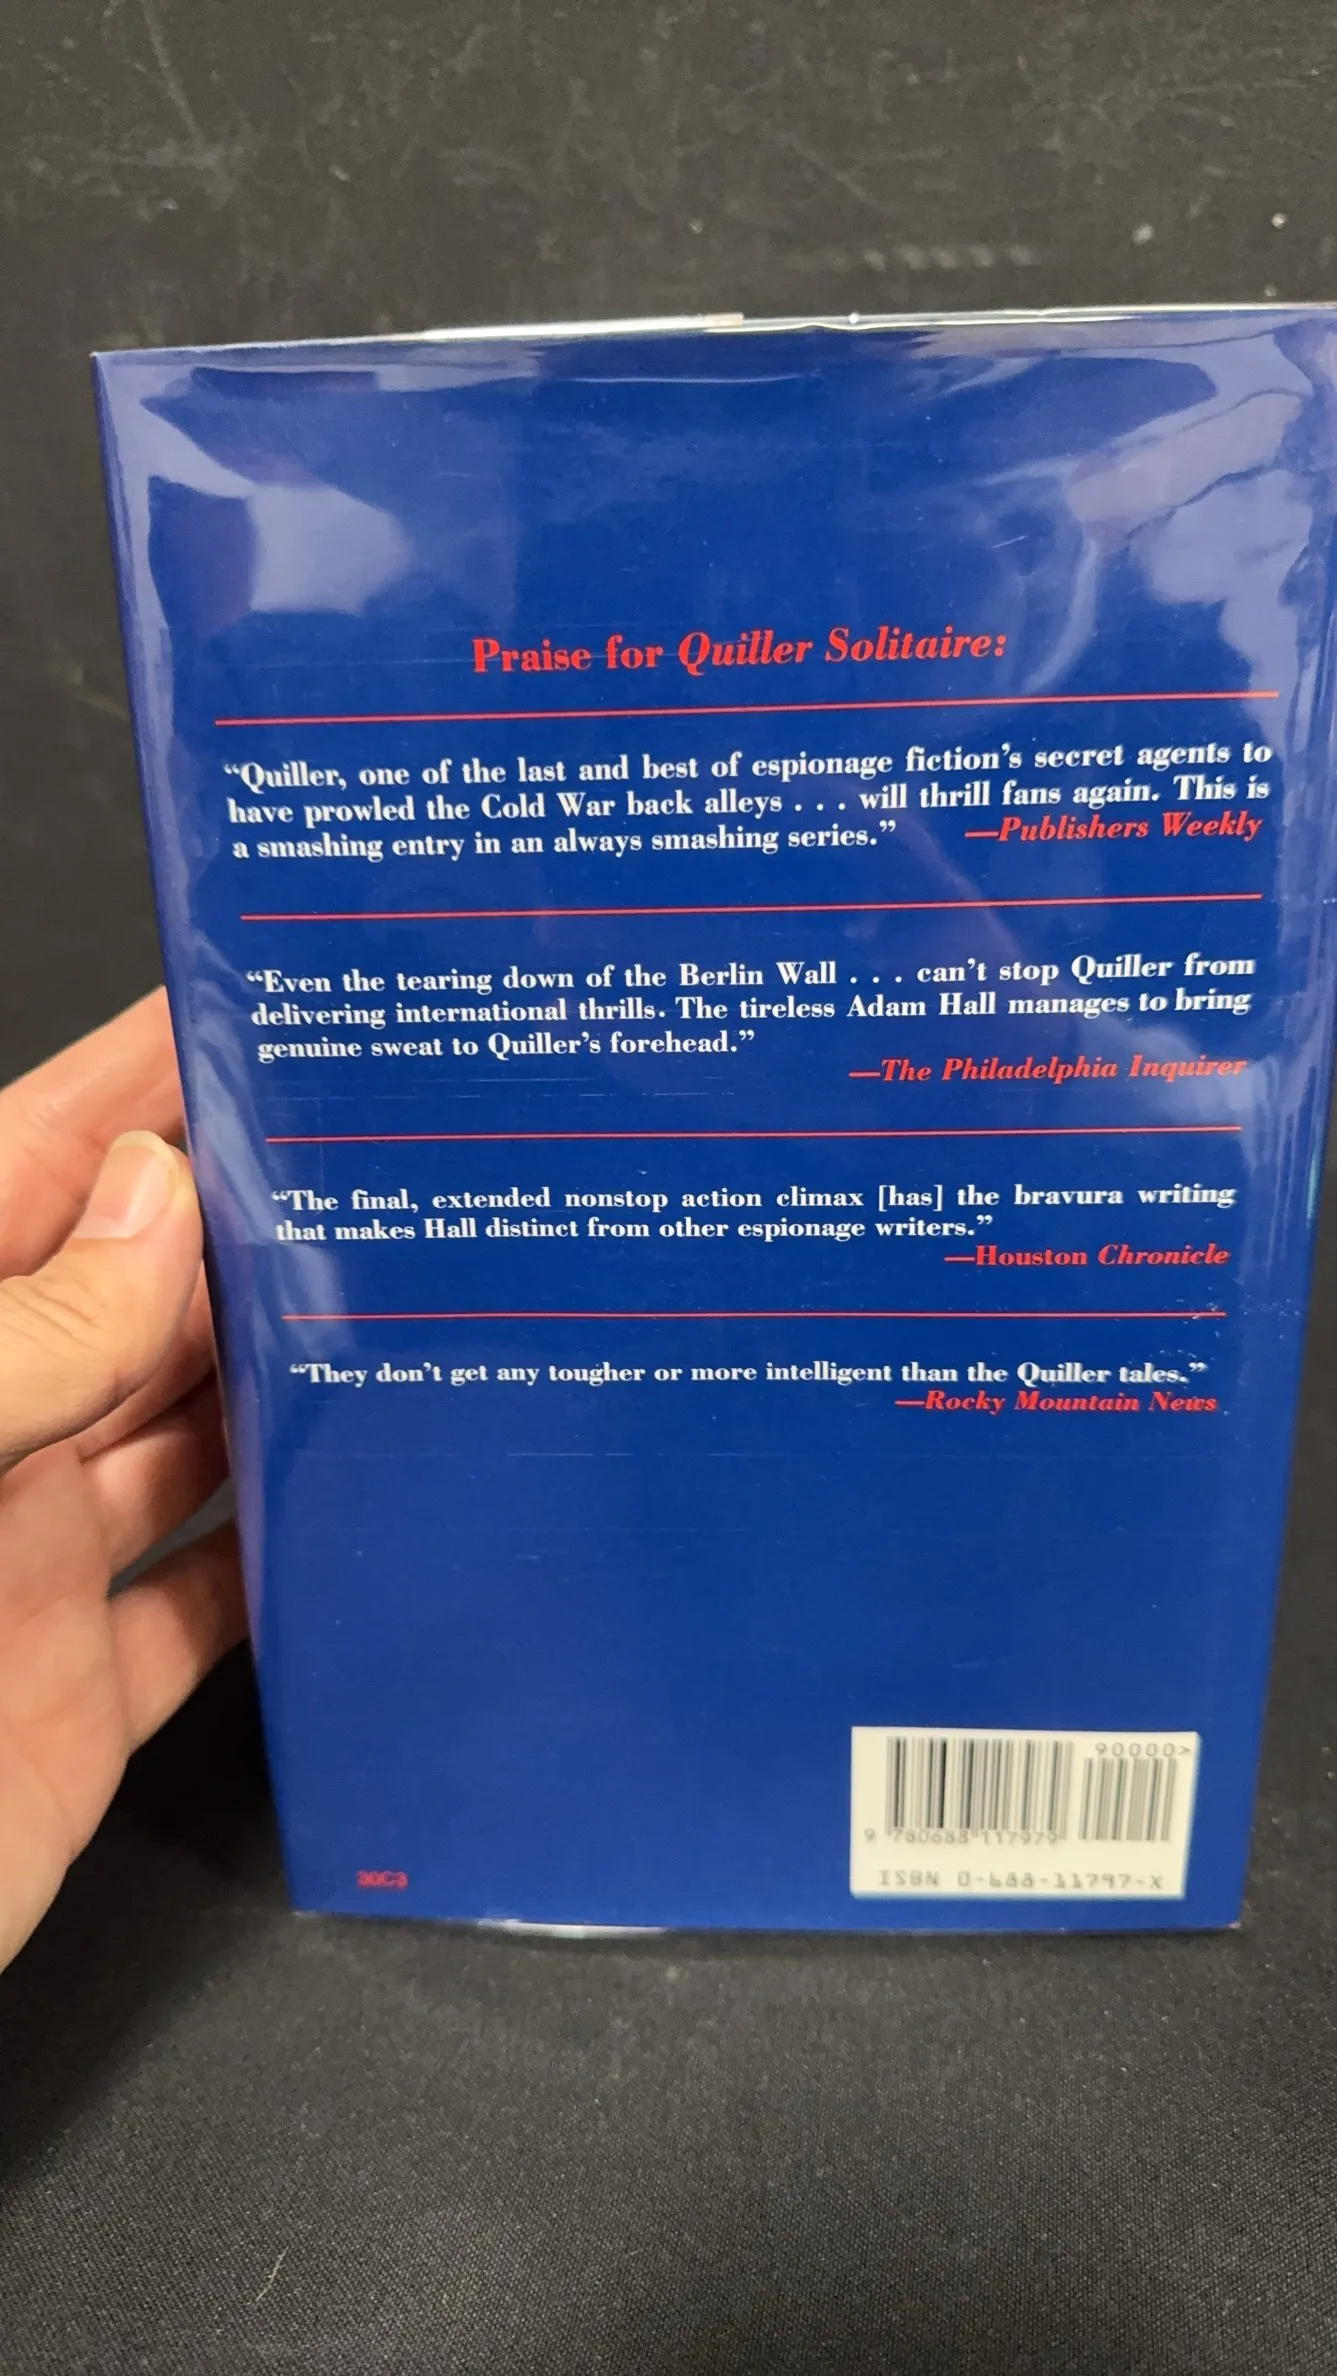 Praise for Quiller Solitaire:
“Quiller, one of the last and best of espionage fiction’s secret agents to
have prowled the Cold War back alleys . . . will thrill fans again. This is
a smashing entry in an always smashing series.” —Publishers Weekly
“Even the tearing down of the Berlin Wall . . . can’t stop Quiller from
delivering international thrills. The tireless Adam Hall manages to bring
genuine sweat to Quiller’s forehead.”
—The Philadelphia Inquirer
“The final, extended nonstop action climax [has] the bravura writing
that makes Hall distinct from other espionage writers.”
—Houston Chronicle
“They don’t get any tougher or more intelligent than the Quiller tales.”
—Rocky Mountain News
90000>
9 780688 117979
ISBN 0-688-11797-X